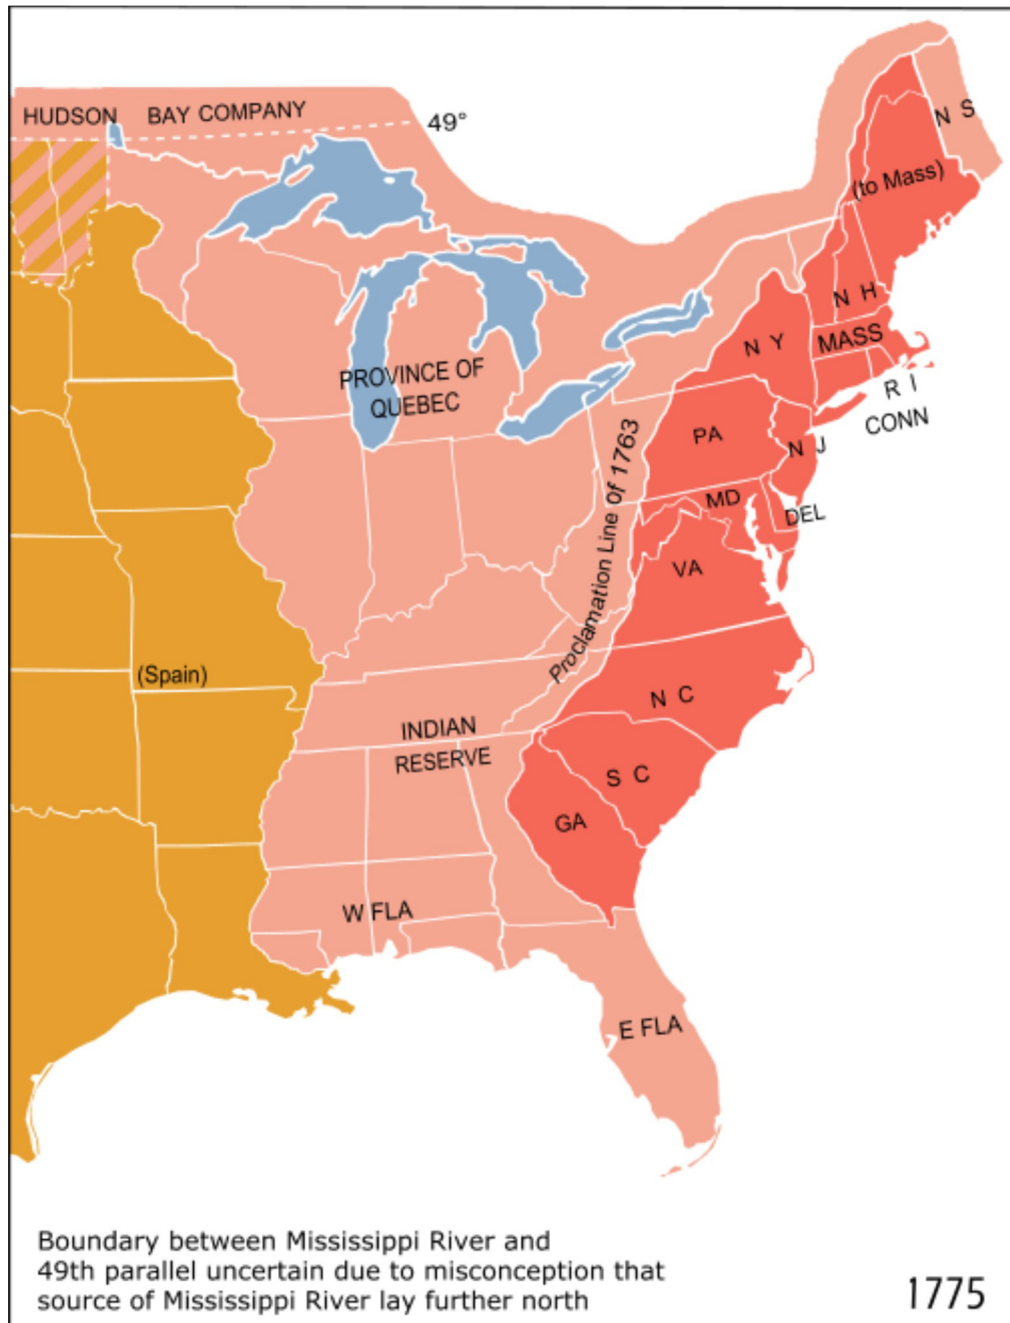 HUDSON BAY COMPANY
49°
N S
(to Mass)
N H
N Y
MASS
R I
CONN
PROVINCE OF
QUEBEC
PA
N J
Proclamation Line of 1763
MD
DEL
VA
(Spain)
N C
INDIAN
RESERVE
S C
GA
W FLA
E FLA
Boundary between Mississippi River and
49th parallel uncertain due to misconception that
source of Mississippi River lay further north
1775